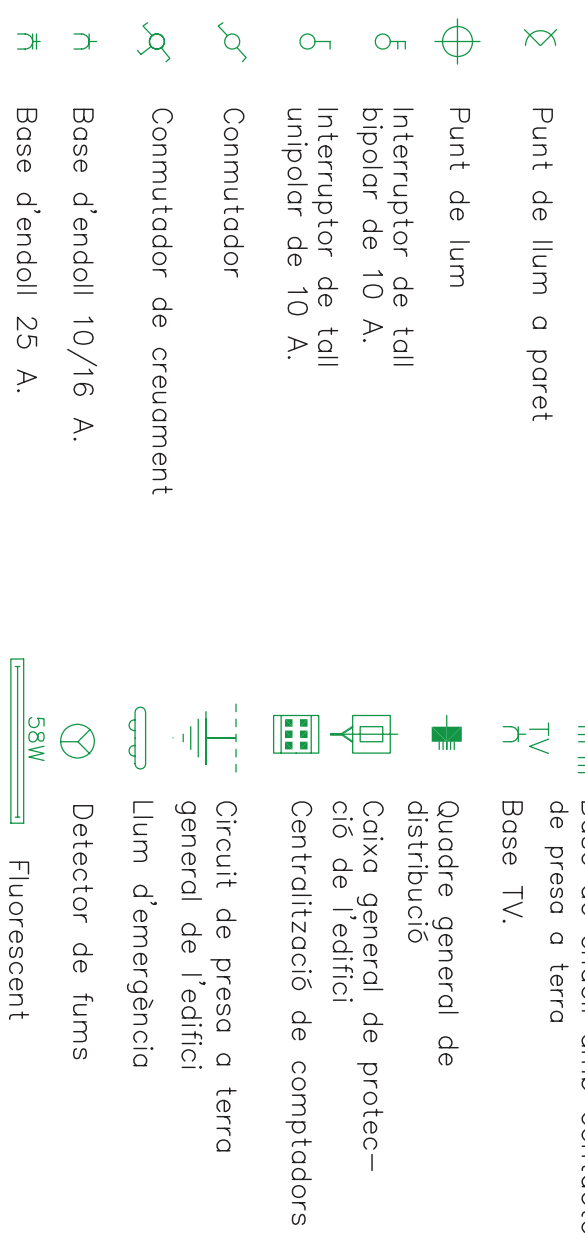 Punt de llum a paret
Punt de lum
Interruptor de tall
bipolar de 10 A.
Interruptor de tall
unipolar de 10 A.
Conmutador
Conmutador de creuament
Base d'endoll 10/16 A.
Base d'endoll 25 A.
de presa a terra
TV
Base TV.
Quadre general de
distribució
Caixa general de protec-
ció de l'edifici
Centralització de comptadors
Circuit de presa a terra
general de l'edifici
Llum d'emergència
Detector de fums
58W
Fluorescent